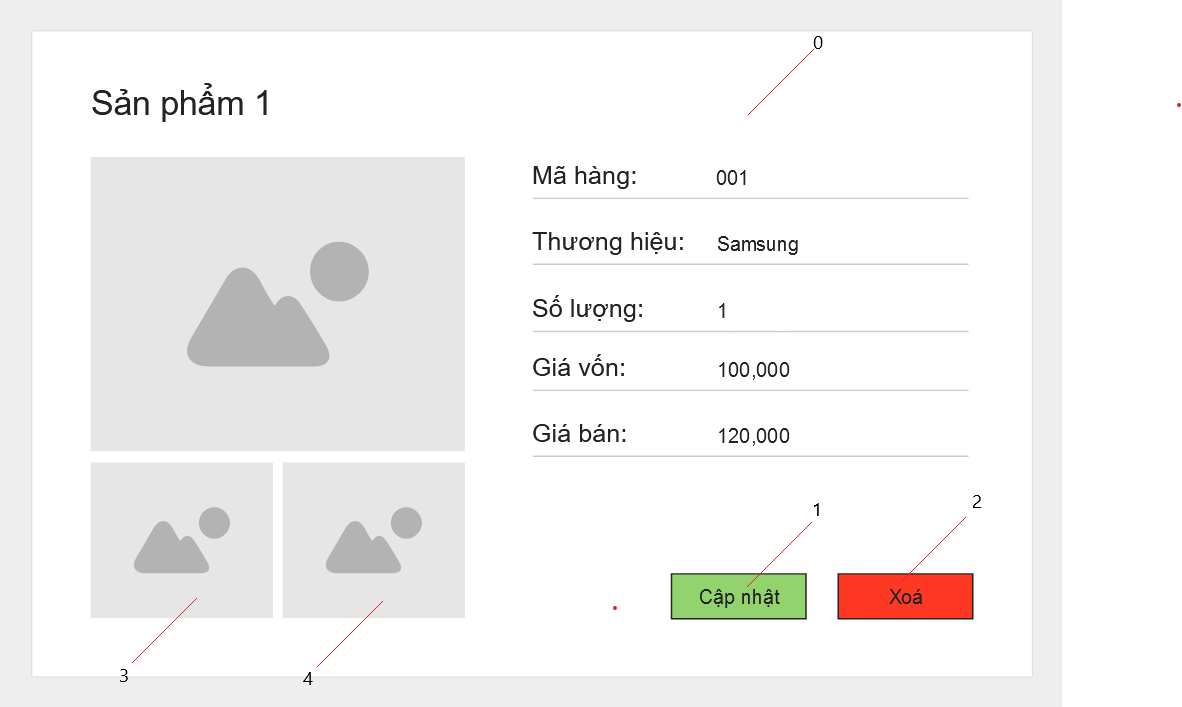 0
Sản phẩm 1
Mã hàng: 001
Thương hiệu: Samsung
Số lượng: 1
Giá vốn: 100,000
Giá bán: 120,000
1
2
Cập nhật
Xoá
3
4